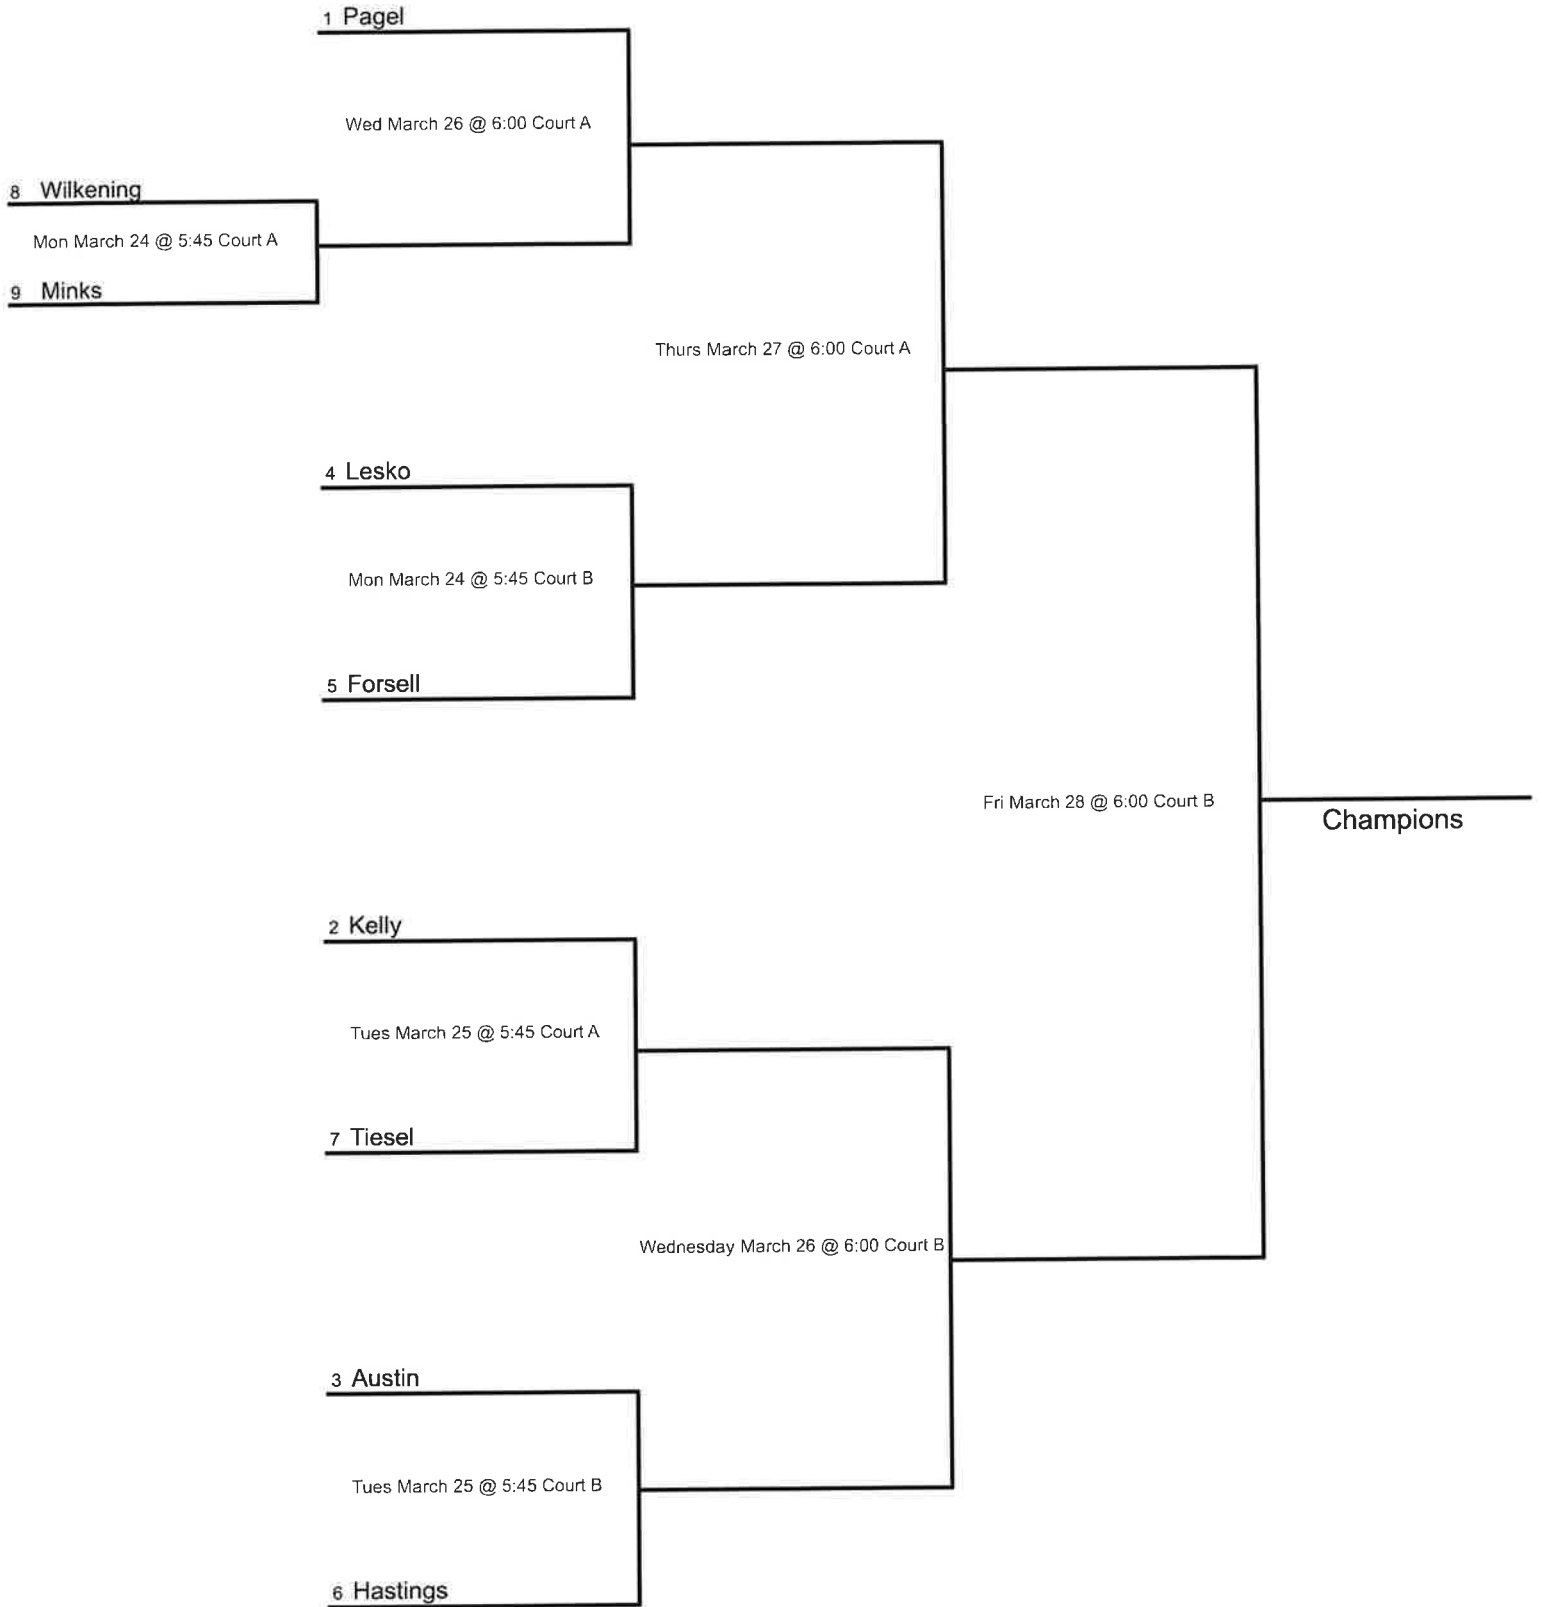 1 Pagel
Wed March 26 @ 6:00 Court A
8 Wilkening
Mon March 24 @ 5:45 Court A
9 Minks
Thurs March 27 @ 6:00 Court A
4 Lesko
Mon March 24 @ 5:45 Court B
5 Forsell
Fri March 28 @ 6:00 Court B
Champions
2 Kelly
Tues March 25 @ 5:45 Court A
7 Tiesel
Wednesday March 26 @ 6:00 Court B
3 Austin
Tues March 25 @ 5:45 Court B
6 Hastings